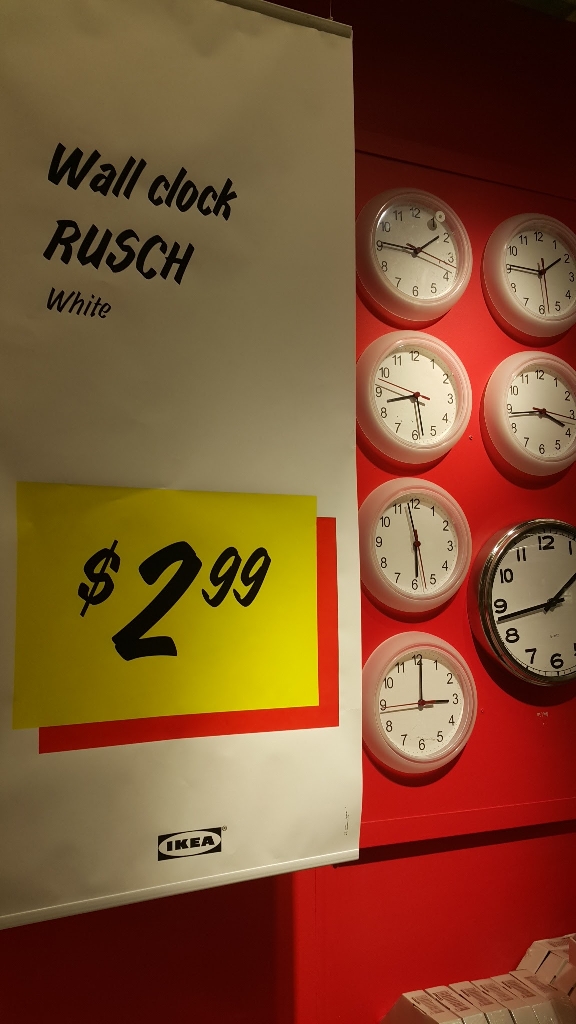 Wall clock
RUSCH
White
$2 99
IKEA®